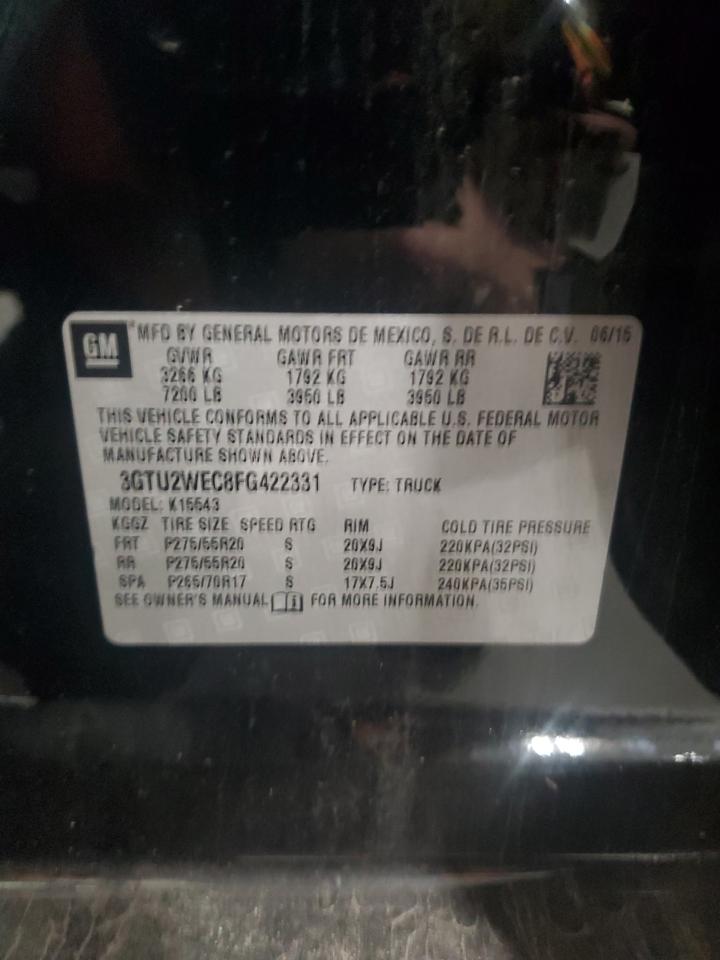 GM MFD BY GENERAL MOTORS DE MEXICO, S. DE R.L. DE C.V. 06/15
GVWR GAWR FRT GAWR RR
3266 KG 1792 KG 1792 KG
7200 LB 3950 LB 3950 LB
THIS VEHICLE CONFORMS TO ALL APPLICABLE U.S. FEDERAL MOTOR
VEHICLE SAFETY STANDARDS IN EFFECT ON THE DATE OF
MANUFACTURE SHOWN ABOVE.
3GTU2WEC8FG422331 TYPE: TRUCK
MODEL: K15543
KGGZ TIRE SIZE SPEED RTG RIM COLD TIRE PRESSURE
FRT P275/55R20 S 20X9J 220KPA(32PSI)
RR P275/55R20 S 20X9J 220KPA(32PSI)
SPA P265/70R17 S 17X7.5J 240KPA(35PSI)
SEE OWNER'S MANUAL FOR MORE INFORMATION.